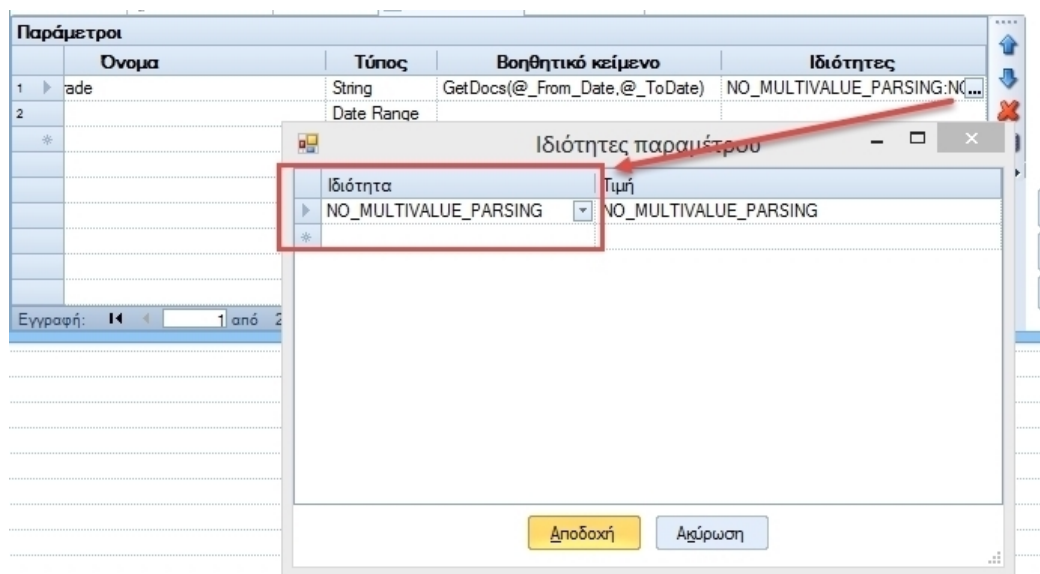 Παράμετροι
Όνομα Τύπος Βοηθητικό κείμενο Ιδιότητες
1 rade String GetDocs(@_From_Date,@_ToDate) NO_MULTIVALUE_PARSING:NO ...
2 Date Range
Ιδιότητες παραμέτρου
Ιδιότητα Τιμή
NO_MULTIVALUE_PARSING NO_MULTIVALUE_PARSING
Εγγραφή: 1 από 2
Αποδοχή Ακύρωση